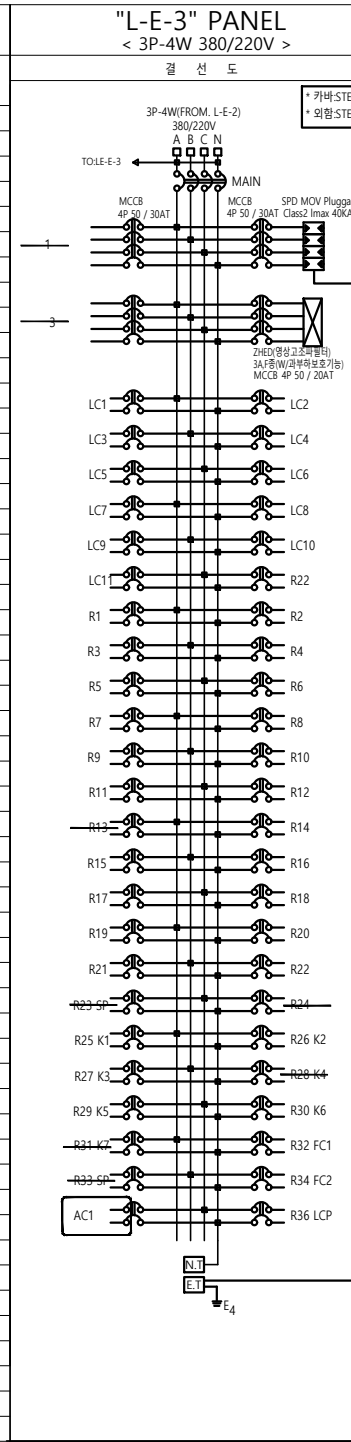 "L-E-3" PANEL
< 3P-4W 380/220V >
결 선 도
* 카바:STE
* 외함:STE
3P-4W(FROM. L-E-2)
380/220V
A B C N
TO:LE-E-3
MAIN
MCCB
4P 50 / 30AT
MCCB
4P 50 / 30AT
SPD MOV Plugga
Class2 Imax 40KA
1
3
ZHED(영상고조파필터)
3A,F종(W/과부하보호기능)
MCCB 4P 50 / 20AT
LC1 LC2
LC3 LC4
LC5 LC6
LC7 LC8
LC9 LC10
LC11 R22
R1 R2
R3 R4
R5 R6
R7 R8
R9 R10
R11 R12
R13 R14
R15 R16
R17 R18
R19 R20
R21 R22
R23 SP R24
R25 K1 R26 K2
R27 K3 R28 K4
R29 K5 R30 K6
R31 K7 R32 FC1
R33 SP R34 FC2
AC1 R36 LCP
N.T
E.T
E4